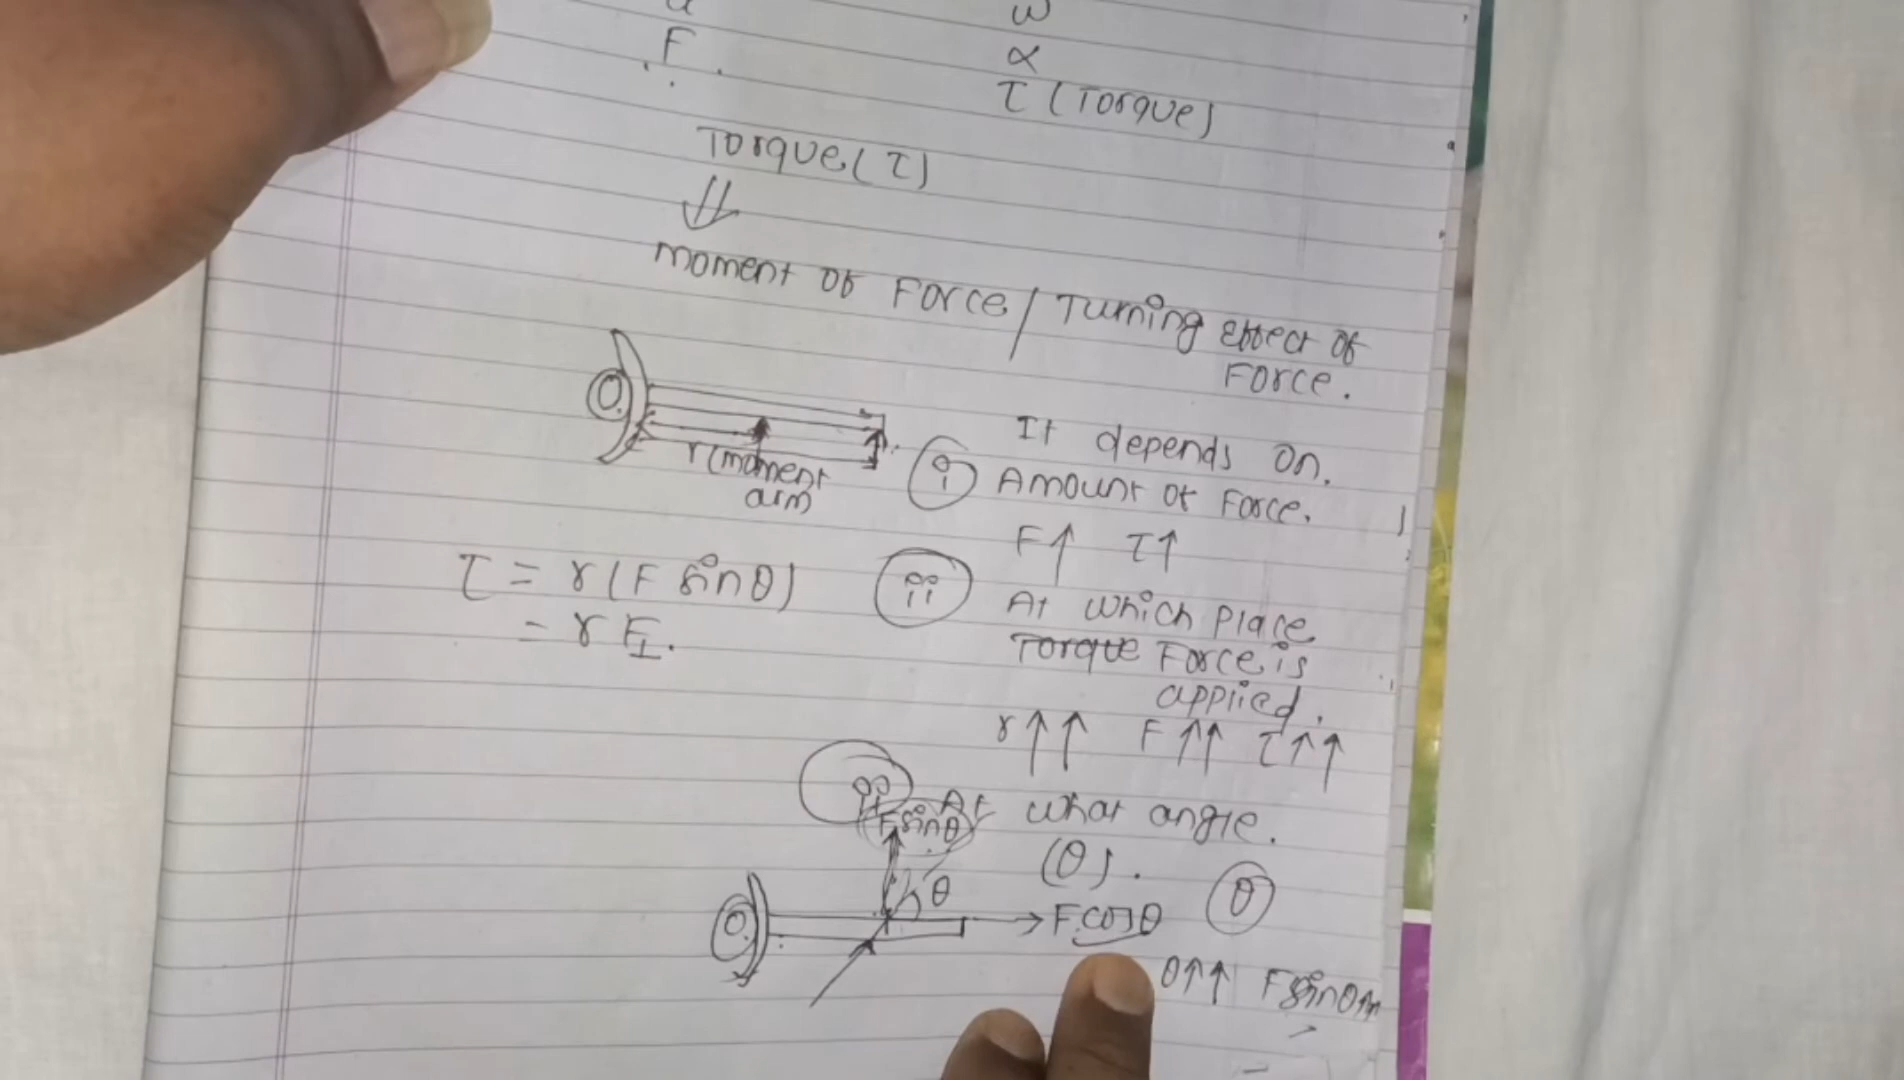 ω
F.
α
τ (Torque)
Torque (τ)
⇓
moment of Force / Turning effect of
Force.
O
r (moment
arm)
It depends on.
(i) Amount of Force.
F↑ τ↑
τ = r (F sinθ)
= r F⊥.
(ii) At which place
Torque Force is
applied.
r↑↑ F↑↑ τ↑↑
At what angle.
(θ).
F sinθ
θ
O
F cosθ
θ
θ↑↑ F sinθ